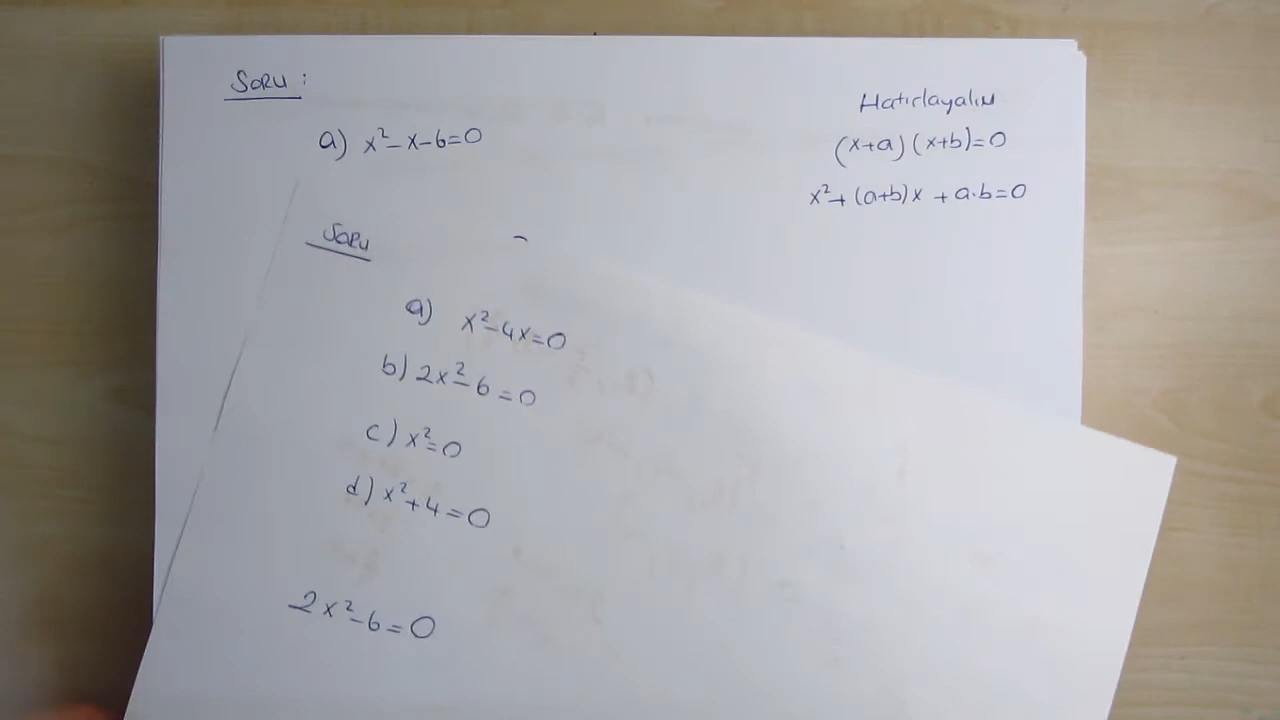 Soru :
a) x²-x-6=0
Hatırlayalım
(x+a)(x+b)=0
x²+(a+b)x+a.b=0
Soru
a) x²-4x=0
b) 2x²-6=0
c) x²=0
d) x²+4=0
2x²-6=0